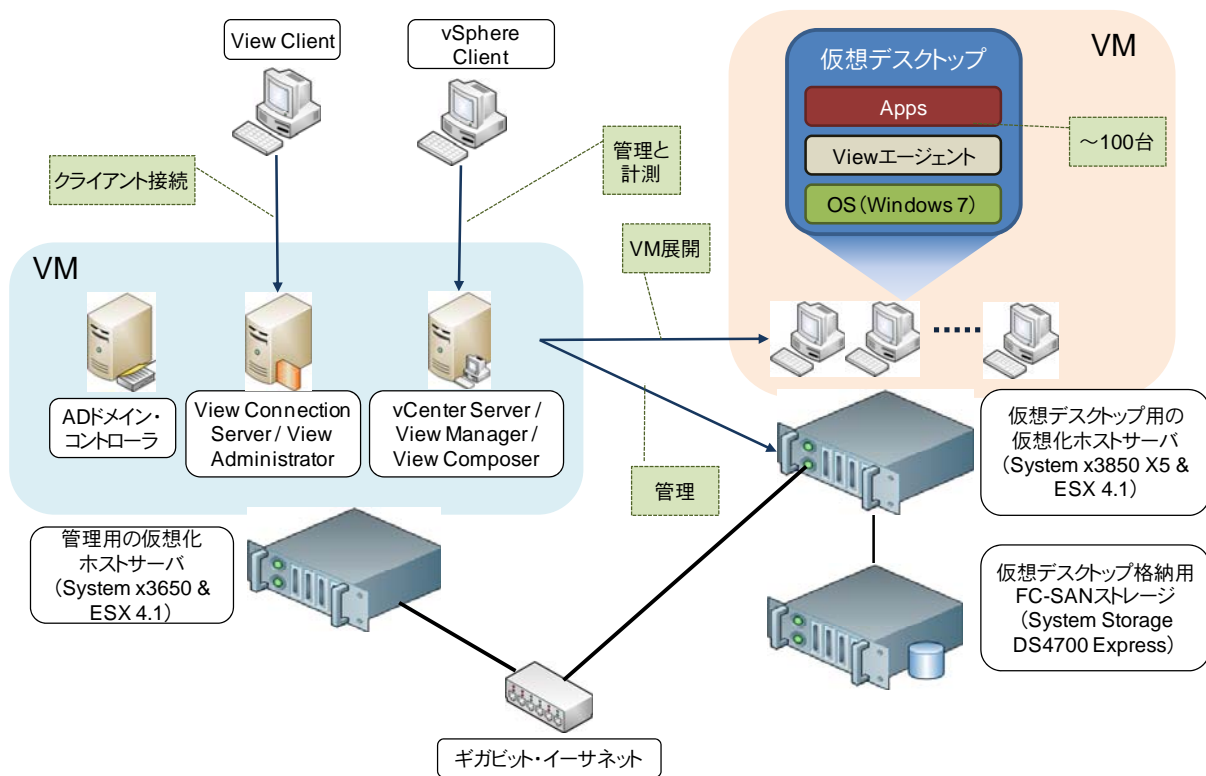 View Client
vSphere
Client
クライアント接続
管理と
計測
VM
仮想デスクトップ
Apps
Viewエージェント
OS（Windows 7）
～100台
VM
VM展開
ADドメイン・
コントローラ
View Connection
Server / View
Administrator
vCenter Server /
View Manager /
View Composer
管理
仮想デスクトップ用の
仮想化ホストサーバ
（System x3850 X5 &
ESX 4.1）
管理用の仮想化
ホストサーバ
（System x3650 &
ESX 4.1）
仮想デスクトップ格納用
FC-SANストレージ
（System Storage
DS4700 Express）
ギガビット・イーサネット